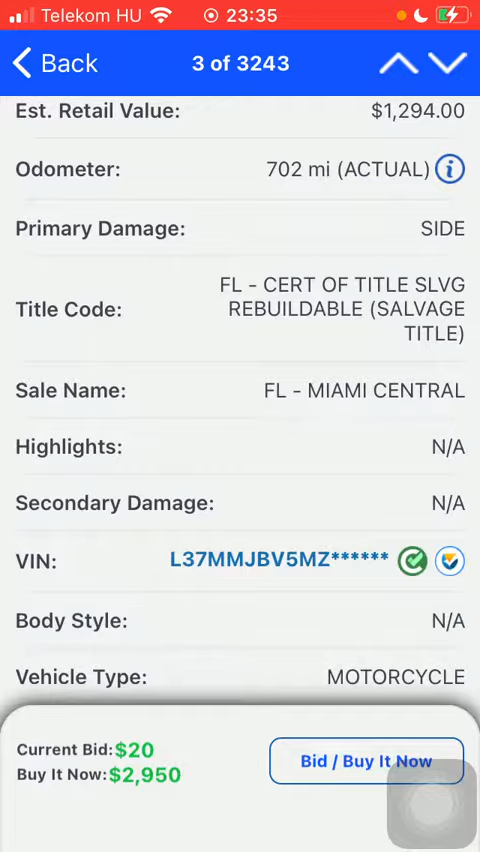 Telekom HU 23:35
Back 3 of 3243
Est. Retail Value: $1,294.00
Odometer: 702 mi (ACTUAL)
Primary Damage: SIDE
Title Code: FL - CERT OF TITLE SLVG
REBUILDABLE (SALVAGE
TITLE)
Sale Name: FL - MIAMI CENTRAL
Highlights: N/A
Secondary Damage: N/A
VIN: L37MMJBV5MZ******
Body Style: N/A
Vehicle Type: MOTORCYCLE
Current Bid:$20
Buy It Now:$2,950
Bid / Buy It Now